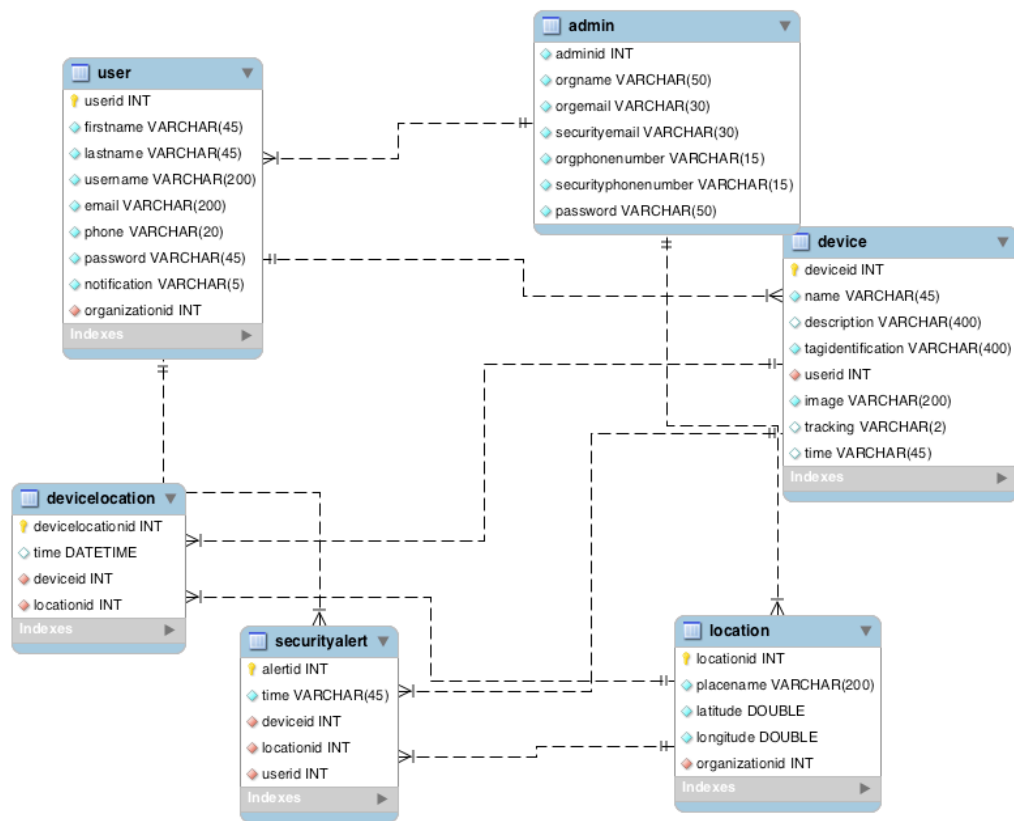 admin
adminid INT
orgname VARCHAR(50)
orgemail VARCHAR(30)
securityemail VARCHAR(30)
orgphonenumber VARCHAR(15)
securityphonenumber VARCHAR(15)
password VARCHAR(50)
user
userid INT
firstname VARCHAR(45)
lastname VARCHAR(45)
username VARCHAR(200)
email VARCHAR(200)
phone VARCHAR(20)
password VARCHAR(45)
notification VARCHAR(5)
organizationid INT
Indexes
device
deviceid INT
name VARCHAR(45)
description VARCHAR(400)
tagidentification VARCHAR(400)
userid INT
image VARCHAR(200)
tracking VARCHAR(2)
time VARCHAR(45)
Indexes
devicelocation
devicelocationid INT
time DATETIME
deviceid INT
locationid INT
Indexes
securityalert
alertid INT
time VARCHAR(45)
deviceid INT
locationid INT
userid INT
Indexes
location
locationid INT
placename VARCHAR(200)
latitude DOUBLE
longitude DOUBLE
organizationid INT
Indexes